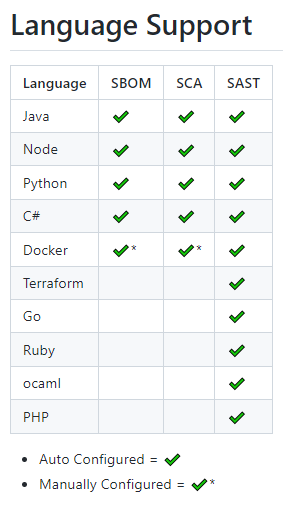 Language Support
Language SBOM SCA SAST
Java ✔ ✔ ✔
Node ✔ ✔ ✔
Python ✔ ✔ ✔
C# ✔ ✔ ✔
Docker ✔* ✔* ✔
Terraform ✔
Go ✔
Ruby ✔
ocaml ✔
PHP ✔
• Auto Configured = ✔
• Manually Configured = ✔*